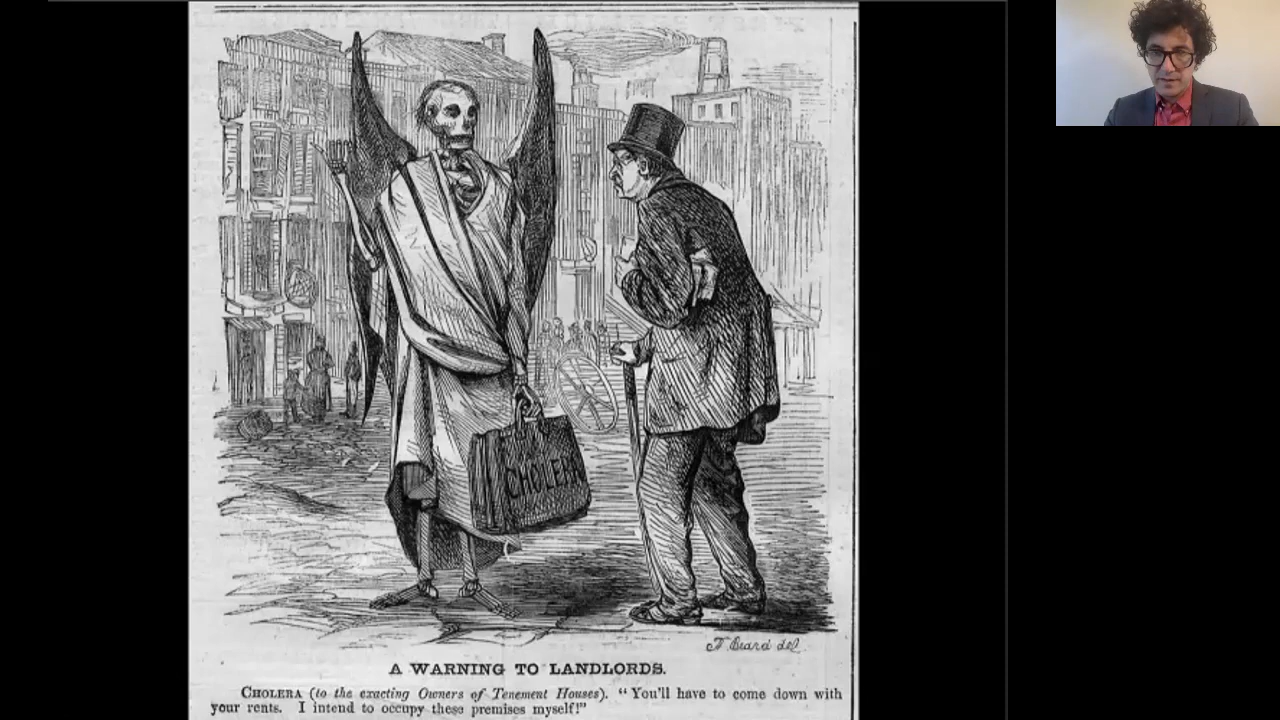 CHOLERA
F. Beard del.
A WARNING TO LANDLORDS.
CHOLERA (to the exacting Owners of Tenement Houses). "You'll have to come down with
your rents. I intend to occupy these premises myself!"